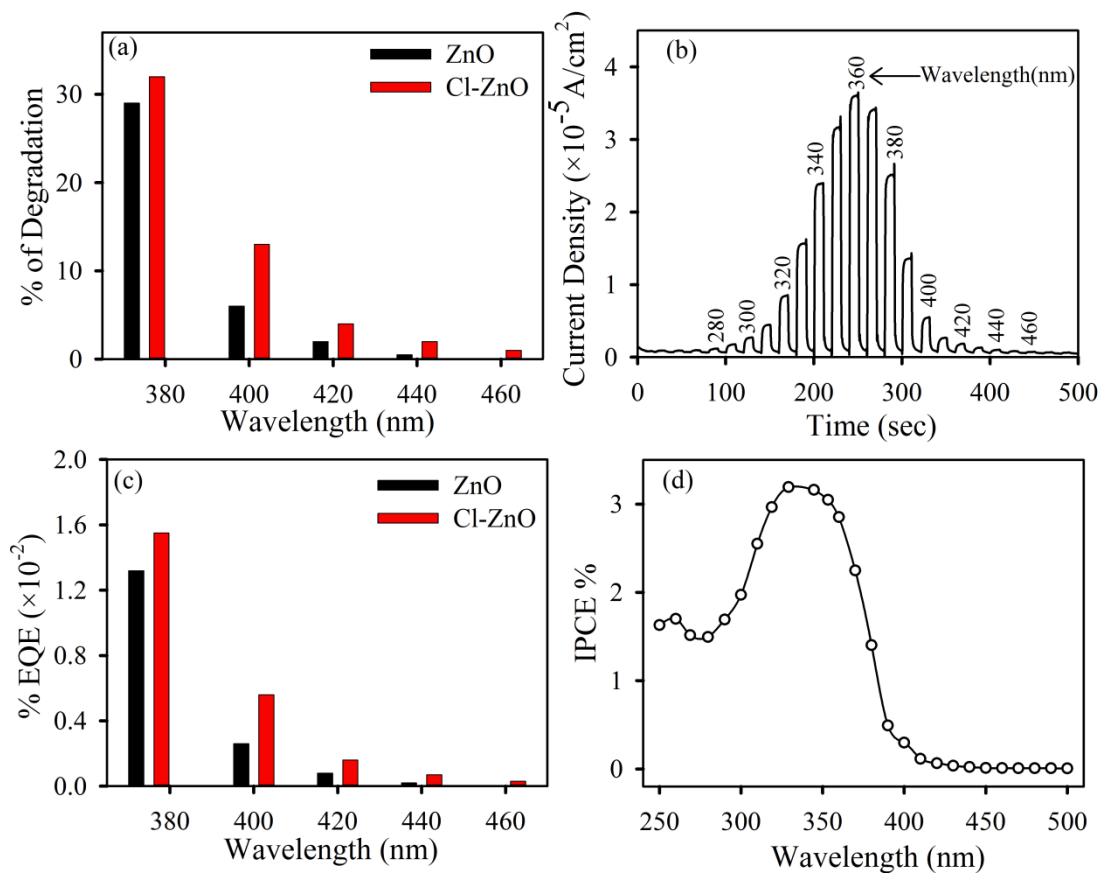 (a)
ZnO
Cl-ZnO
% of Degradation
30
20
10
0
380 400 420 440 460
Wavelength (nm)
(b)
360
Wavelength(nm)
Current Density (×10⁻⁵ A/cm²)
4
3
2
1
0
280
300
320
340
380
400
420
440
460
0 100 200 300 400 500
Time (sec)
(c)
ZnO
Cl-ZnO
% EQE (×10⁻²)
2.0
1.6
1.2
0.8
0.4
0.0
380 400 420 440 460
Wavelength (nm)
(d)
IPCE %
3
2
1
0
250 300 350 400 450 500
Wavelength (nm)